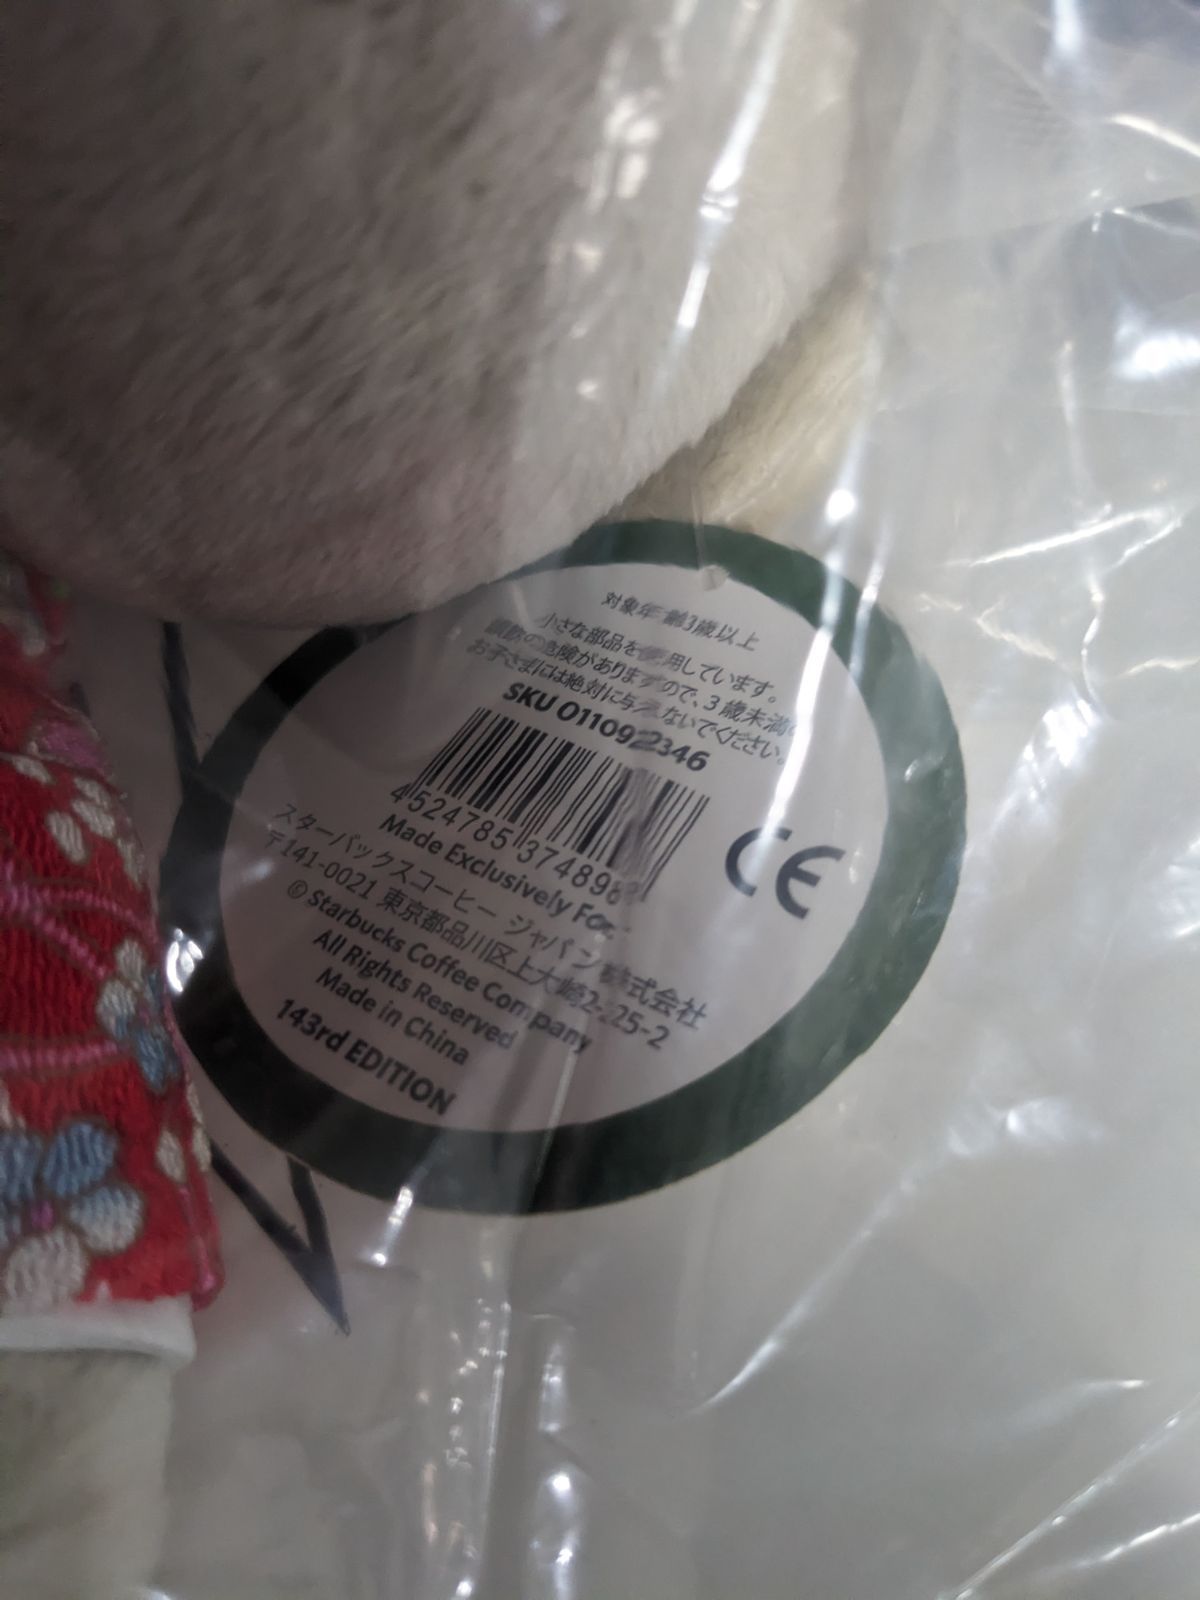 対象年齢3歳以上
小さな部品を使用しています。
誤飲の危険がありますので、3歳未満の
お子さまには絶対に与えないでください。
SKU 011092346
4524785 37489
CE
Made Exclusively For
スターバックスコーヒー ジャパン株式会社
〒141-0021 東京都品川区上大崎2-25-2
© Starbucks Coffee Company
All Rights Reserved
Made in China
143rd EDITION